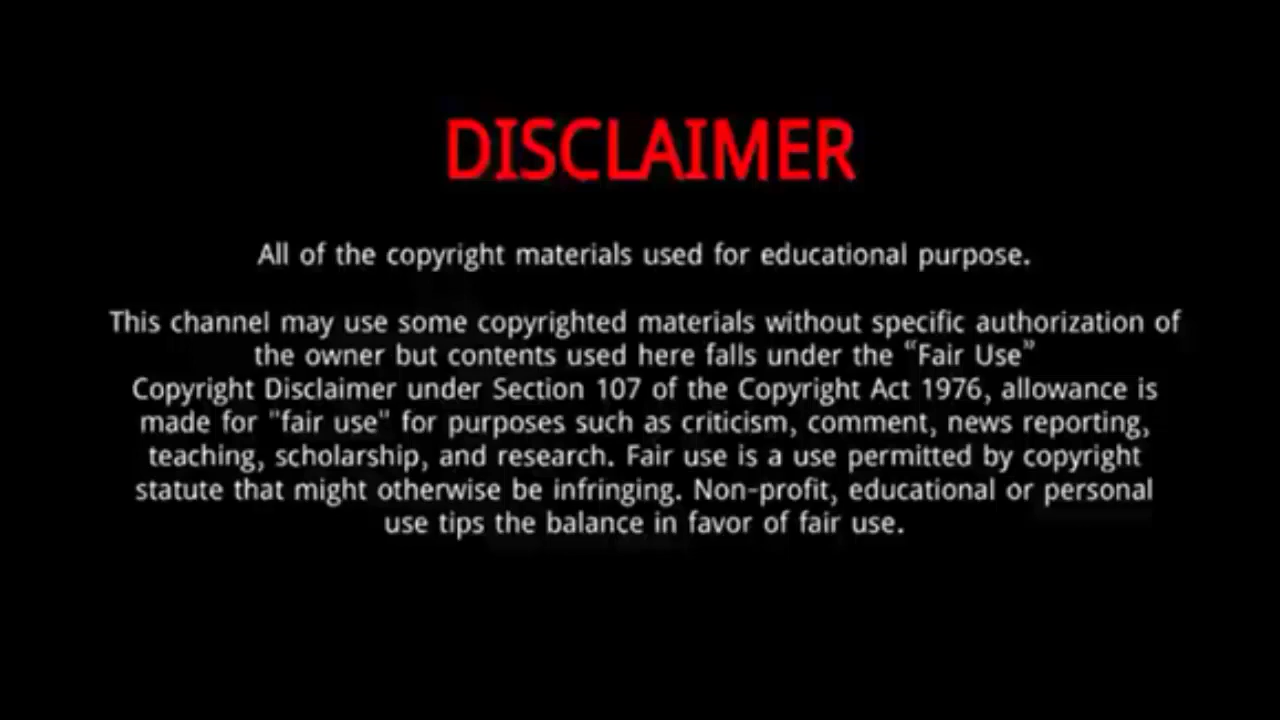 DISCLAIMER
All of the copyright materials used for educational purpose.
This channel may use some copyrighted materials without specific authorization of
the owner but contents used here falls under the “Fair Use”
Copyright Disclaimer under Section 107 of the Copyright Act 1976, allowance is
made for "fair use" for purposes such as criticism, comment, news reporting,
teaching, scholarship, and research. Fair use is a use permitted by copyright
statute that might otherwise be infringing. Non-profit, educational or personal
use tips the balance in favor of fair use.